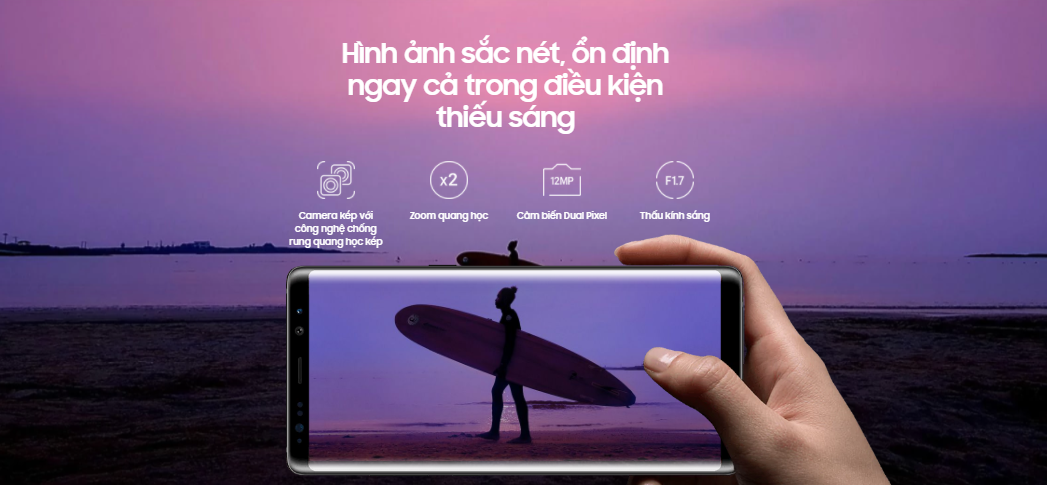 Hình ảnh sắc nét, ổn định
ngay cả trong điều kiện
thiếu sáng
x2
12MP
F1.7
Camera kép với
công nghệ chống
rung quang học kép
Zoom quang học
Cảm biến Dual Pixel
Thấu kính sáng